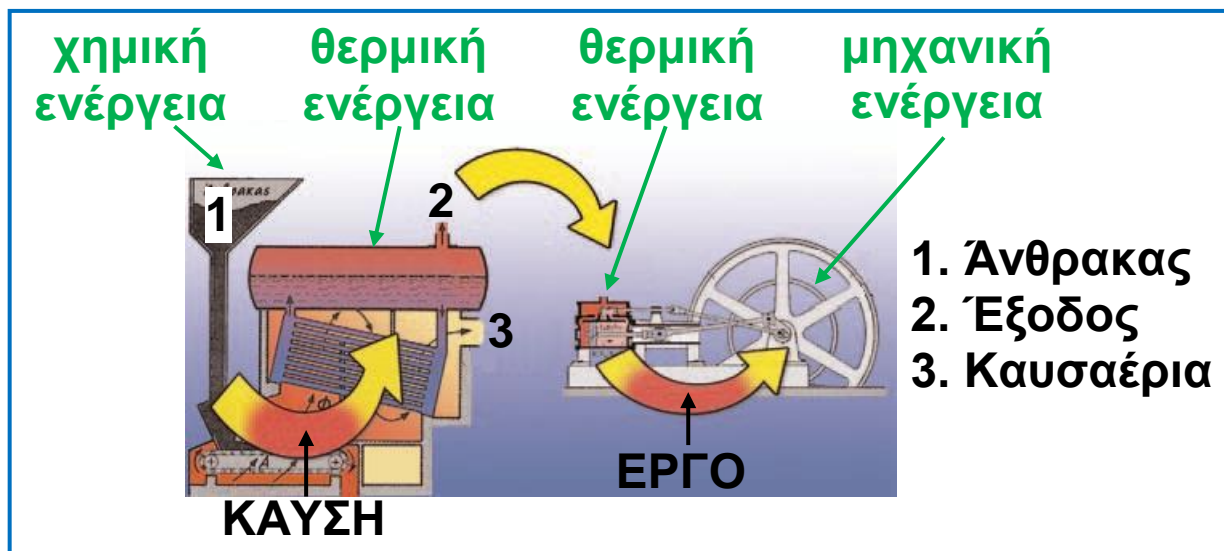 χημική ενέργεια
θερμική ενέργεια
θερμική ενέργεια
μηχανική ενέργεια
1
2
3
1. Άνθρακας
2. Έξοδος
3. Καυσαέρια
Φ
Α
ΚΑΥΣΗ
ΕΡΓΟ